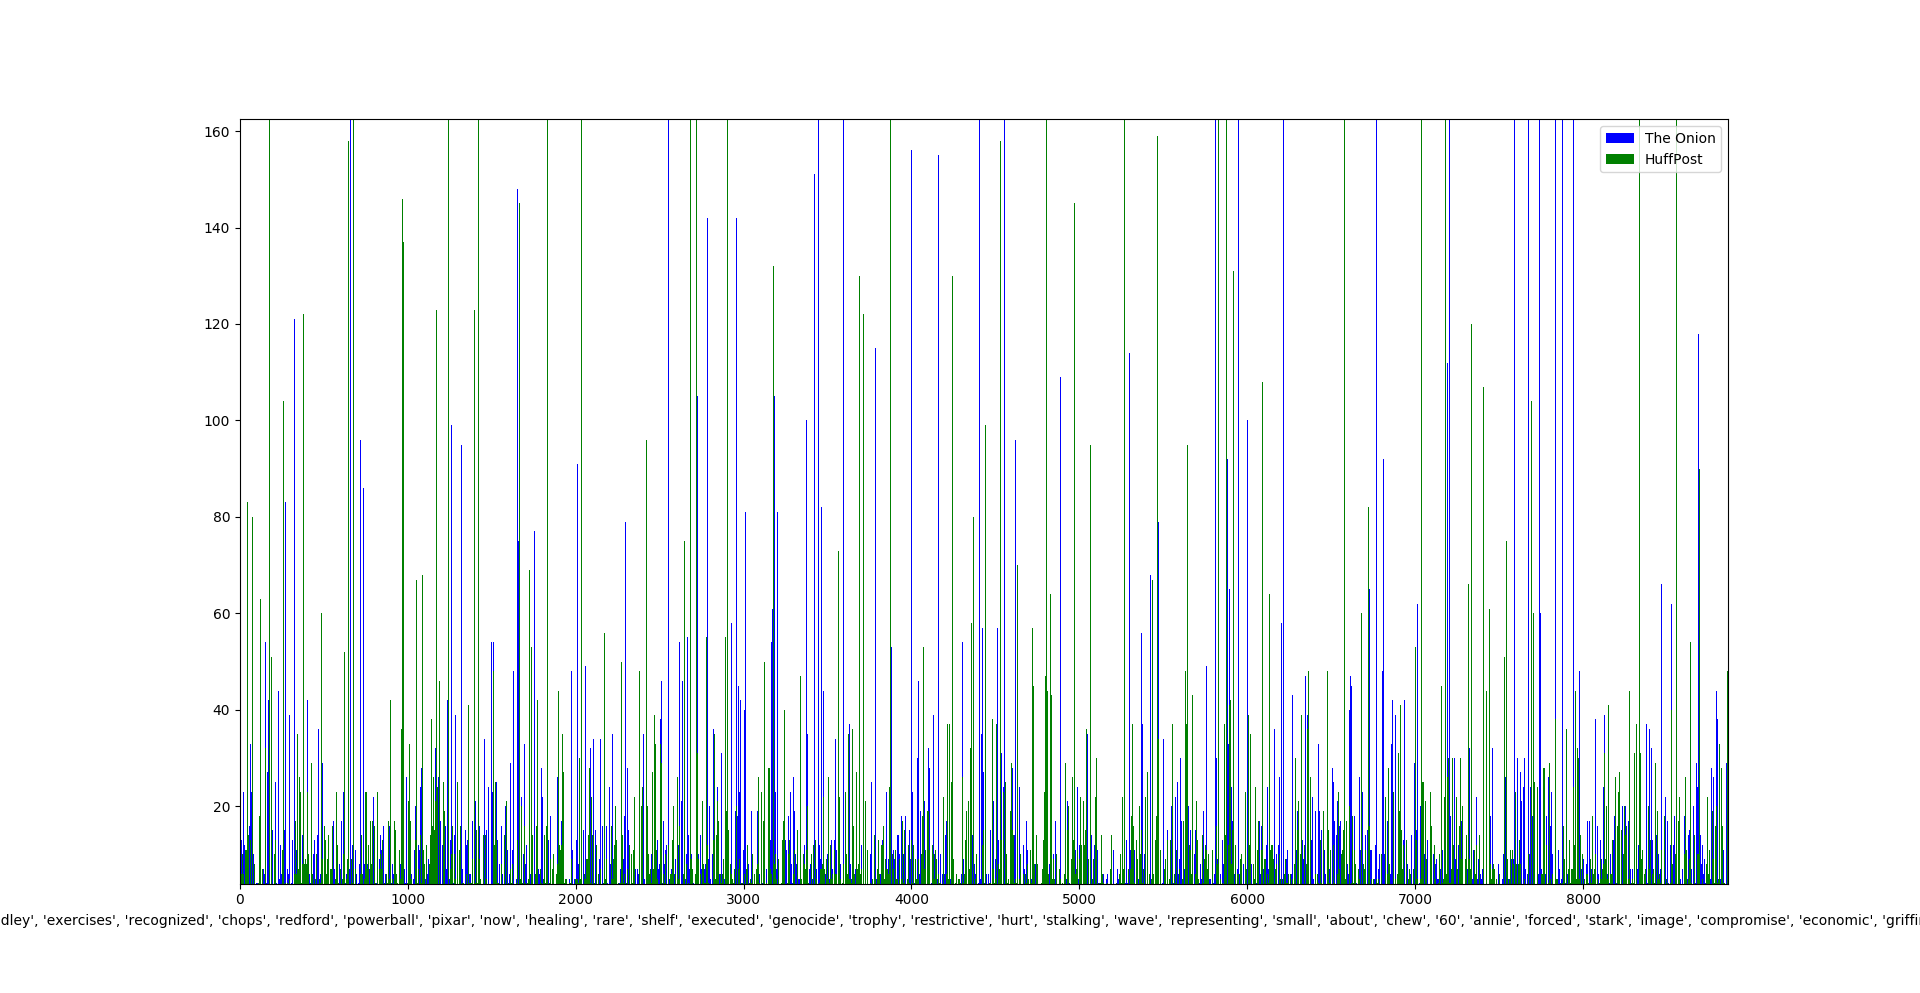 160
The Onion
HuffPost
140
120
100
80
60
40
20
0 1000 2000 3000 4000 5000 6000 7000 8000
dley', 'exercises', 'recognized', 'chops', 'redford', 'powerball', 'pixar', 'now', 'healing', 'rare', 'shelf', 'executed', 'genocide', 'trophy', 'restrictive', 'hurt', 'stalking', 'wave', 'representing', 'small', 'about', 'chew', '60', 'annie', 'forced', 'stark', 'image', 'compromise', 'economic', 'griffin